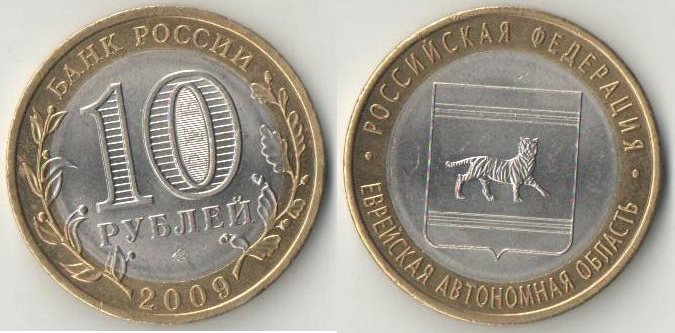 БАНК РОССИИ
10
РУБЛЕЙ
2009
РОССИЙСКАЯ ФЕДЕРАЦИЯ
ЕВРЕЙСКАЯ АВТОНОМНАЯ ОБЛАСТЬ